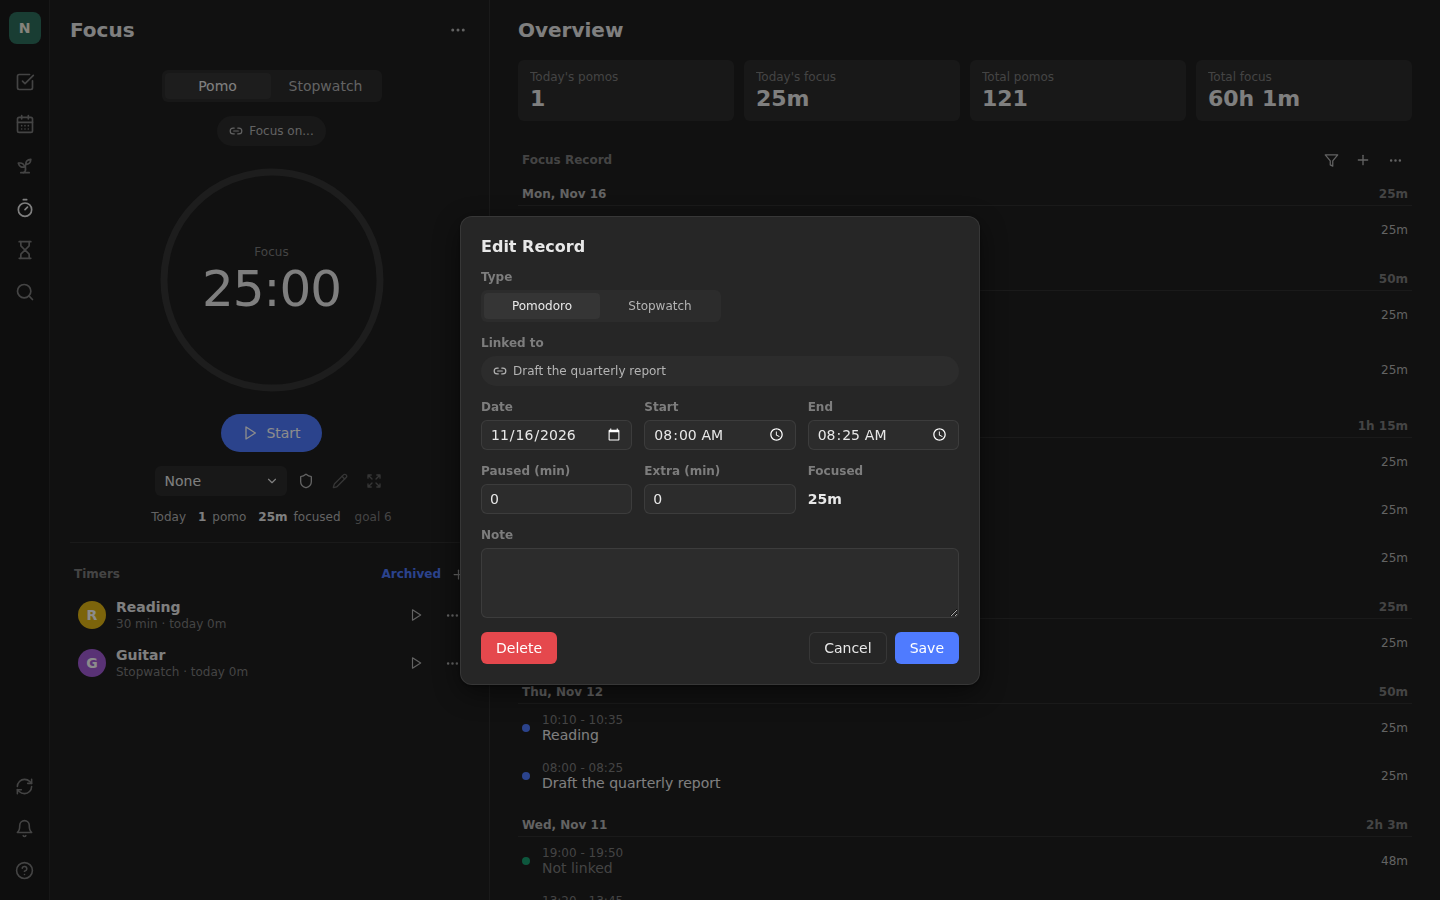 N
Focus
Pomo
Stopwatch
Focus on...
Focus
25:00
Start
None
Today 1 pomo 25m focused goal 6
Timers
Archived
R
Reading
30 min · today 0m
G
Guitar
Stopwatch · today 0m
Overview
Today's pomos
1
Today's focus
25m
Total pomos
121
Total focus
60h 1m
Focus Record
Mon, Nov 16
25m
25m
50m
25m
25m
1h 15m
25m
25m
25m
25m
25m
Thu, Nov 12
50m
10:10 - 10:35
Reading
25m
08:00 - 08:25
Draft the quarterly report
25m
Wed, Nov 11
2h 3m
19:00 - 19:50
Not linked
48m
Edit Record
Type
Pomodoro
Stopwatch
Linked to
Draft the quarterly report
Date
Start
End
11/16/2026
08:00 AM
08:25 AM
Paused (min)
Extra (min)
Focused
0
0
25m
Note
Delete
Cancel
Save